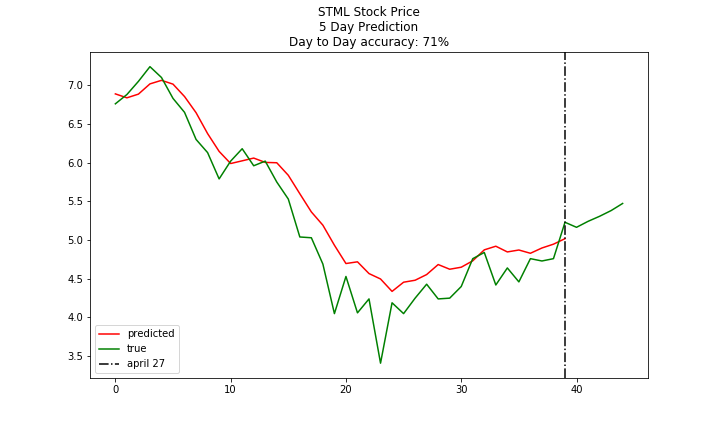 STML Stock Price
5 Day Prediction
Day to Day accuracy: 71%
7.0
6.5
6.0
5.5
5.0
4.5
4.0
3.5
predicted
true
april 27
0
10
20
30
40